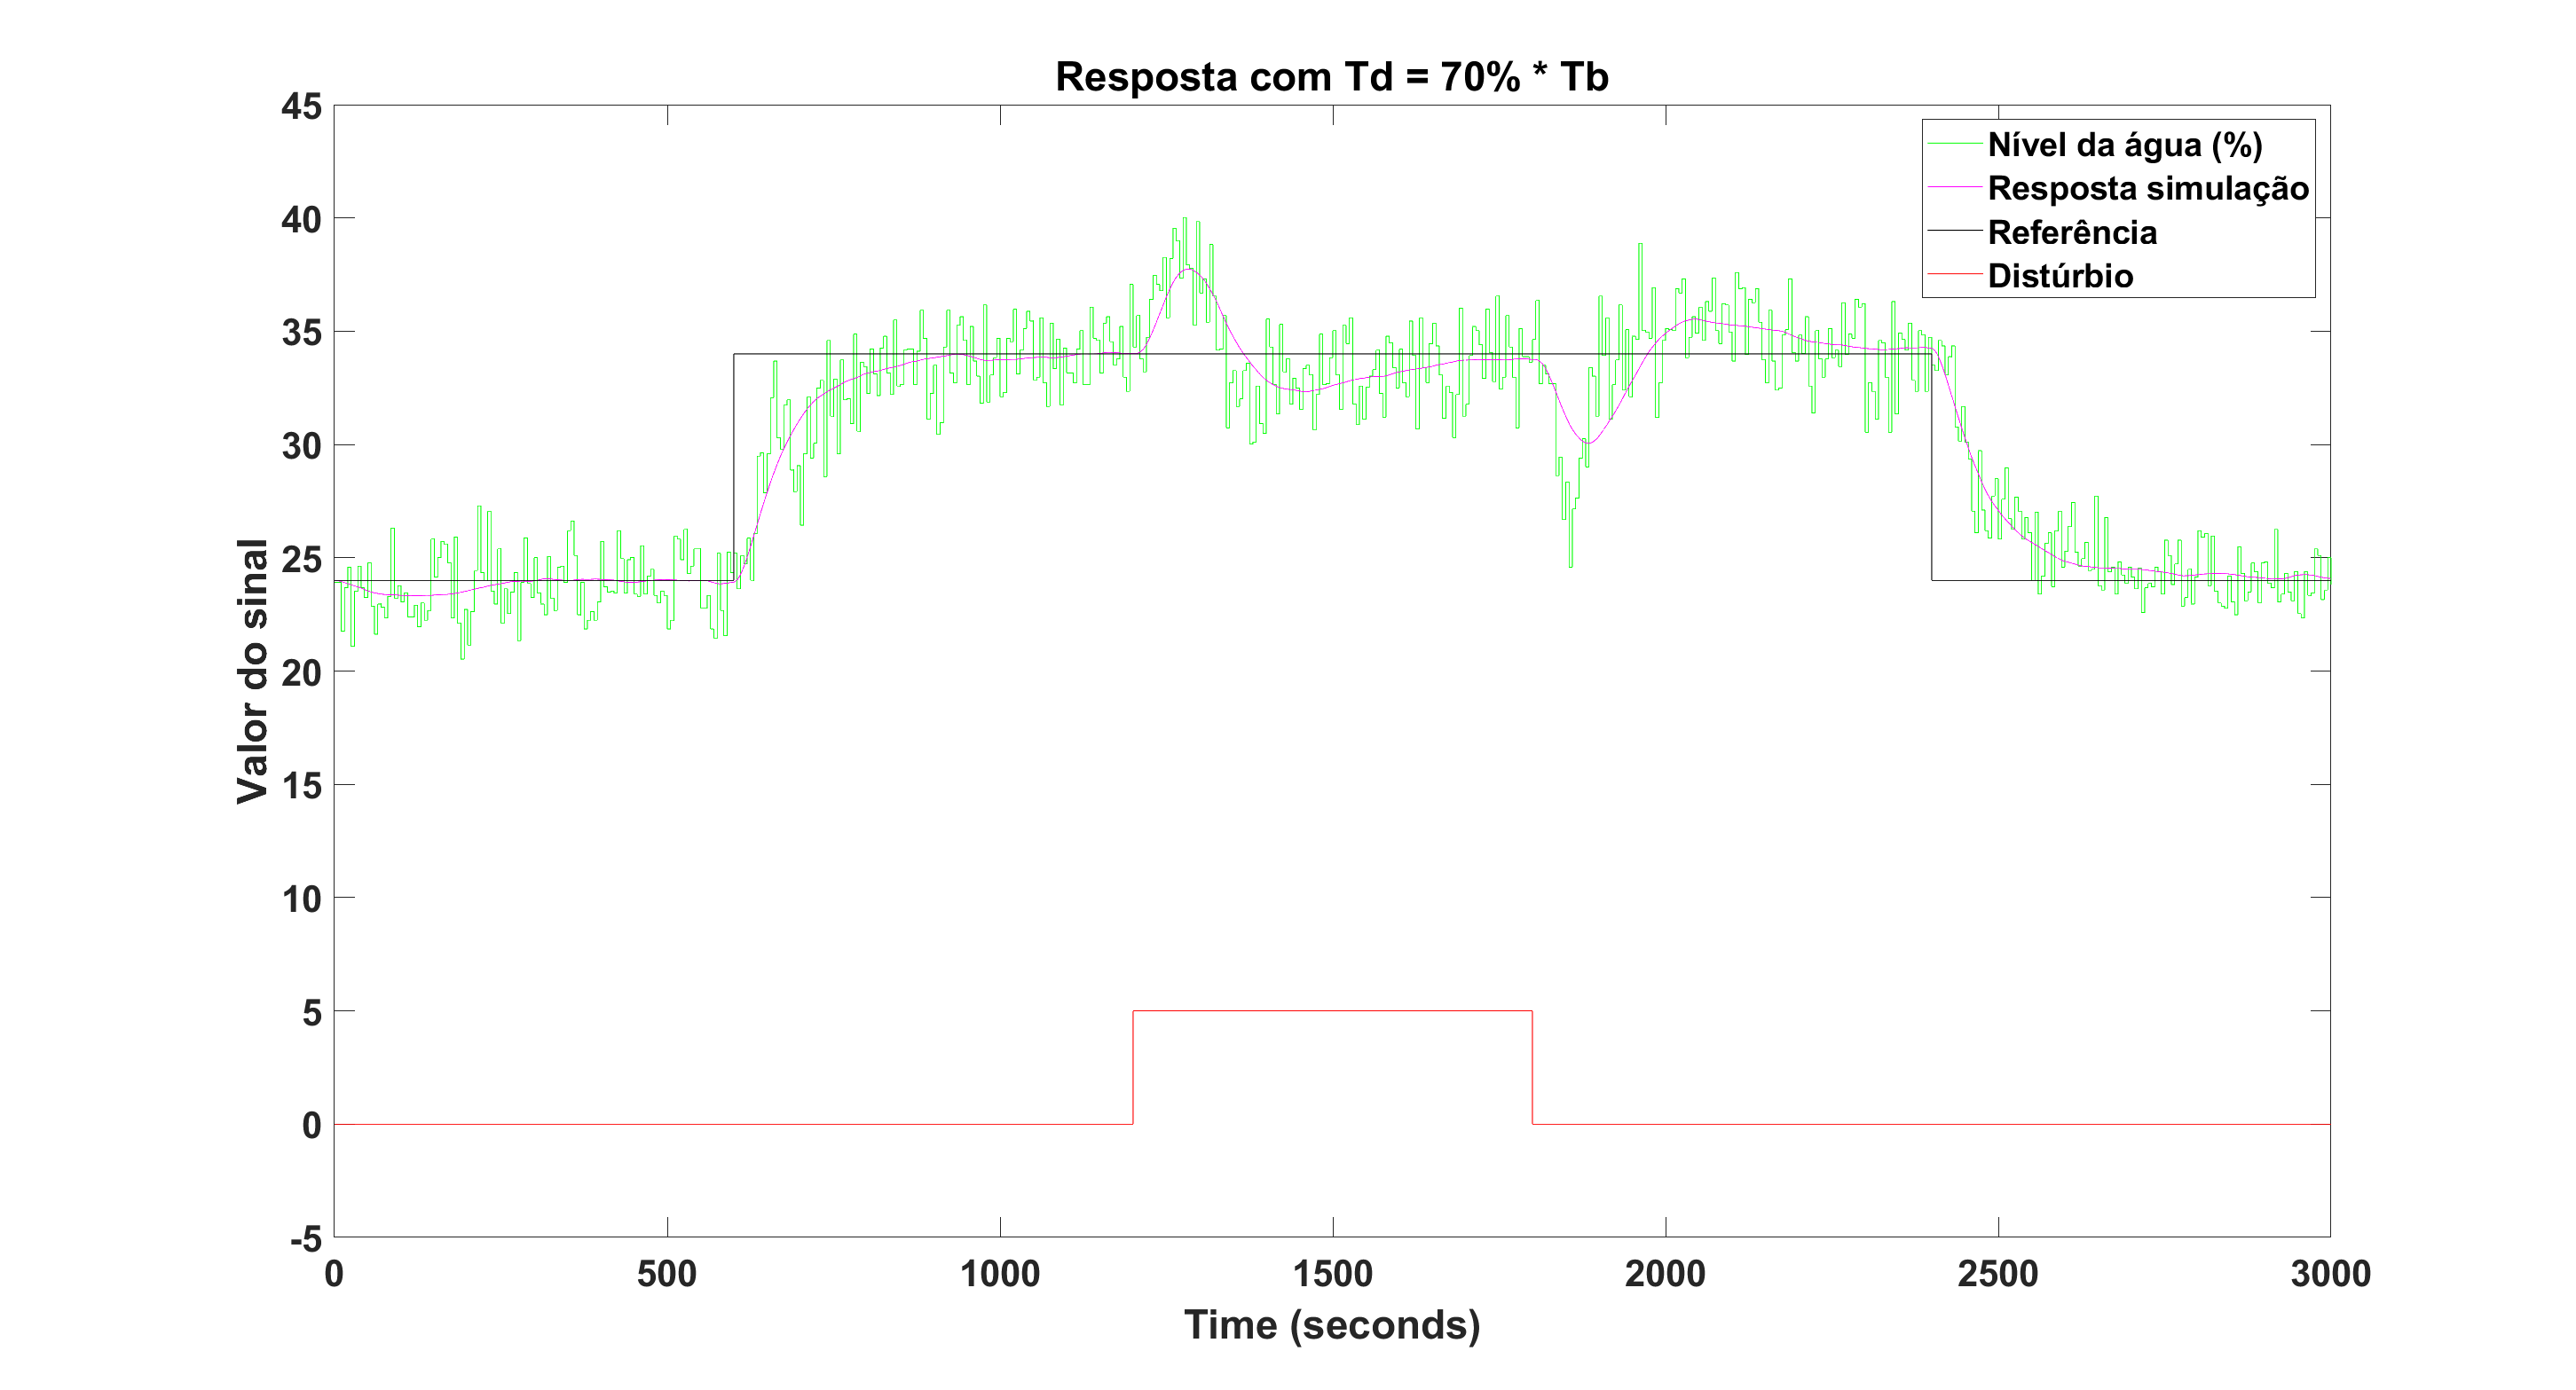 Resposta com Td = 70% * Tb
45
40
35
30
25
20
15
10
5
0
-5
Valor do sinal
Nível da água (%)
Resposta simulação
Referência
Distúrbio
0 500 1000 1500 2000 2500 3000
Time (seconds)